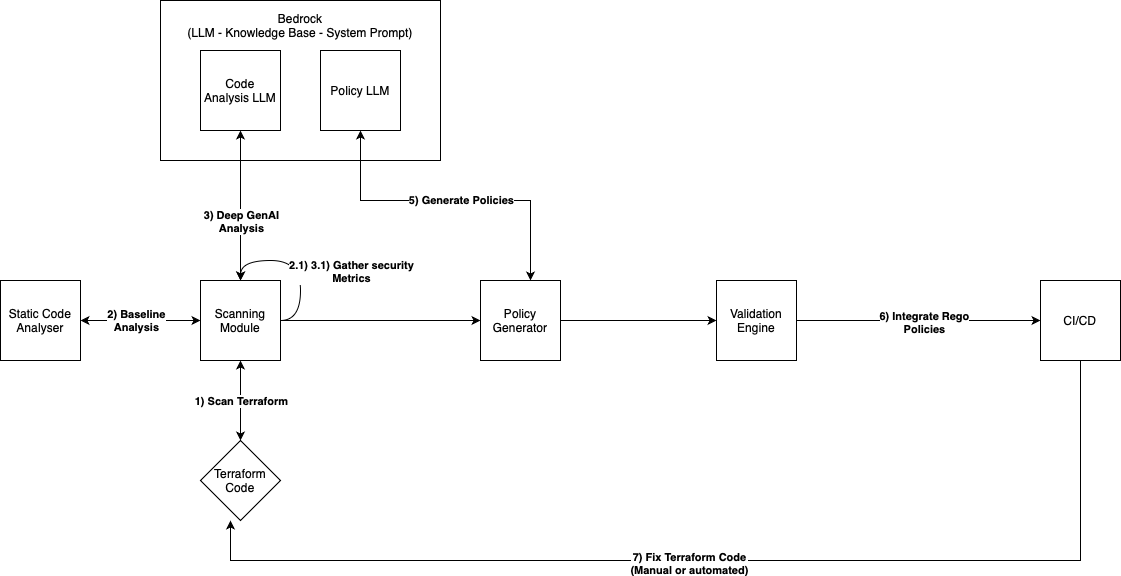 Bedrock
(LLM - Knowledge Base - System Prompt)
Code
Analysis LLM
Policy LLM
5) Generate Policies
3) Deep GenAI
Analysis
2.1) 3.1) Gather security
Metrics
Static Code
Analyser
2) Baseline
Analysis
Scanning
Module
Policy
Generator
Validation
Engine
6) Integrate Rego
Policies
CI/CD
1) Scan Terraform
Terraform
Code
7) Fix Terraform Code
(Manual or automated)